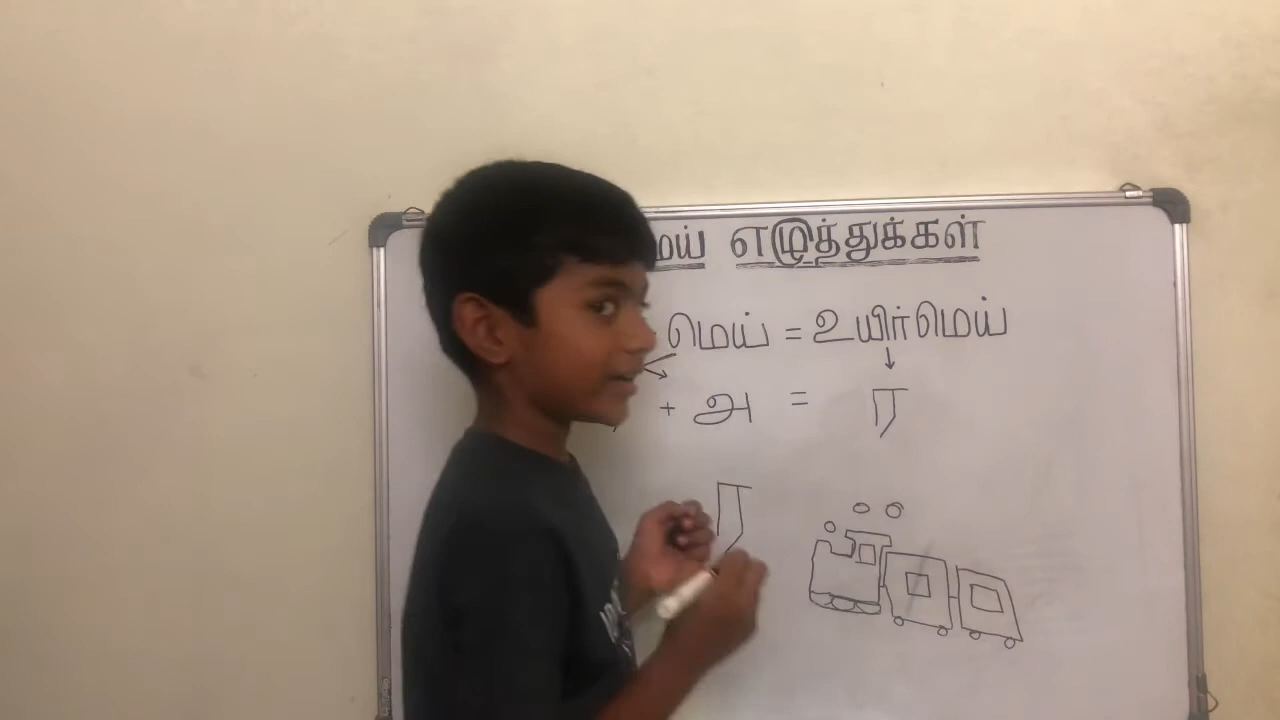 எழுத்துக்கள்
மெய் = உயிர்மெய்
+ அ = ர
ர